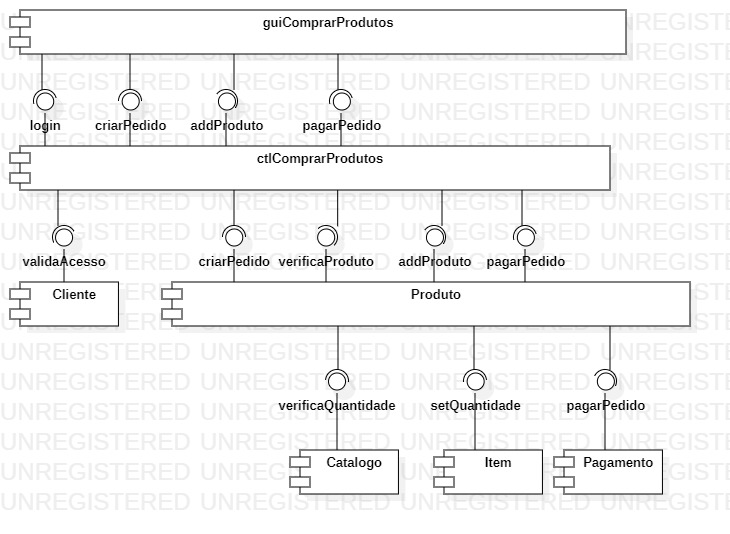 guiComprarProdutos
login criarPedido addProduto pagarPedido
ctlComprarProdutos
validaAcesso criarPedido verificaProduto addProduto pagarPedido
Cliente Produto
verificaQuantidade setQuantidade pagarPedido
Catalogo Item Pagamento
UNREGISTERED UNREGISTERED UNREGISTERED UNREGISTERED